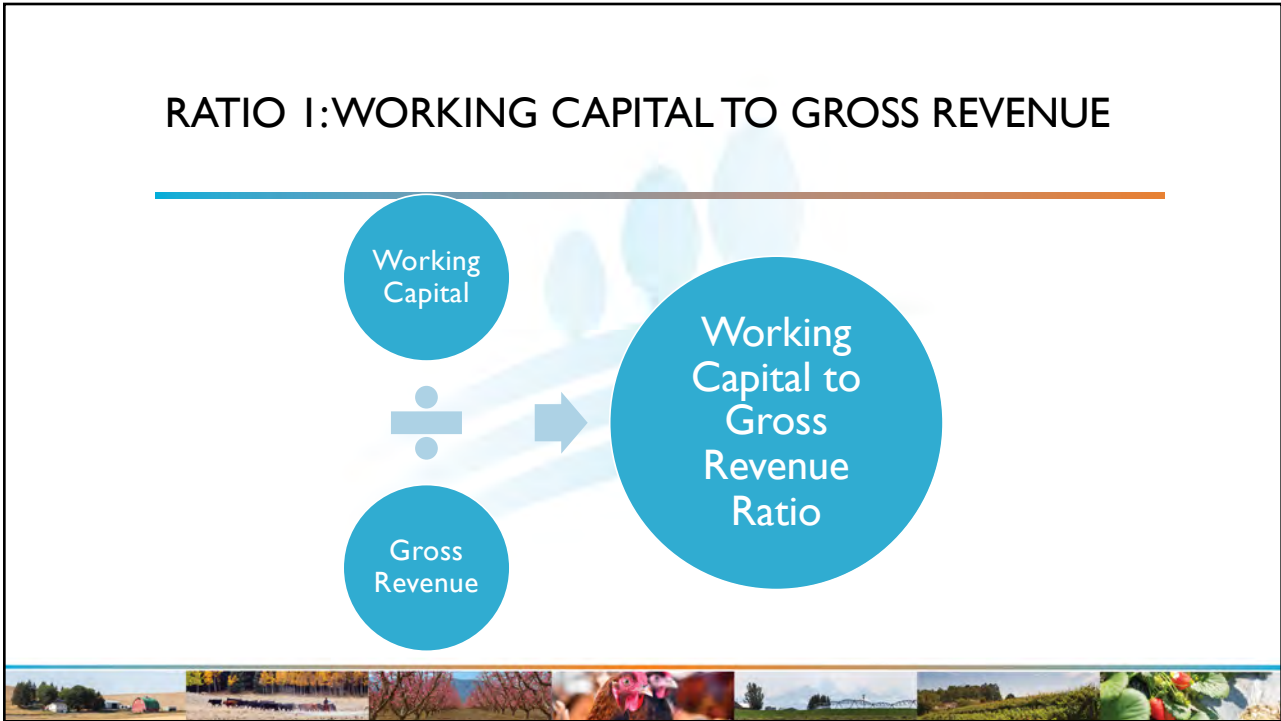 RATIO 1: WORKING CAPITAL TO GROSS REVENUE
Working
Capital
Gross
Revenue
Working
Capital to
Gross
Revenue
Ratio